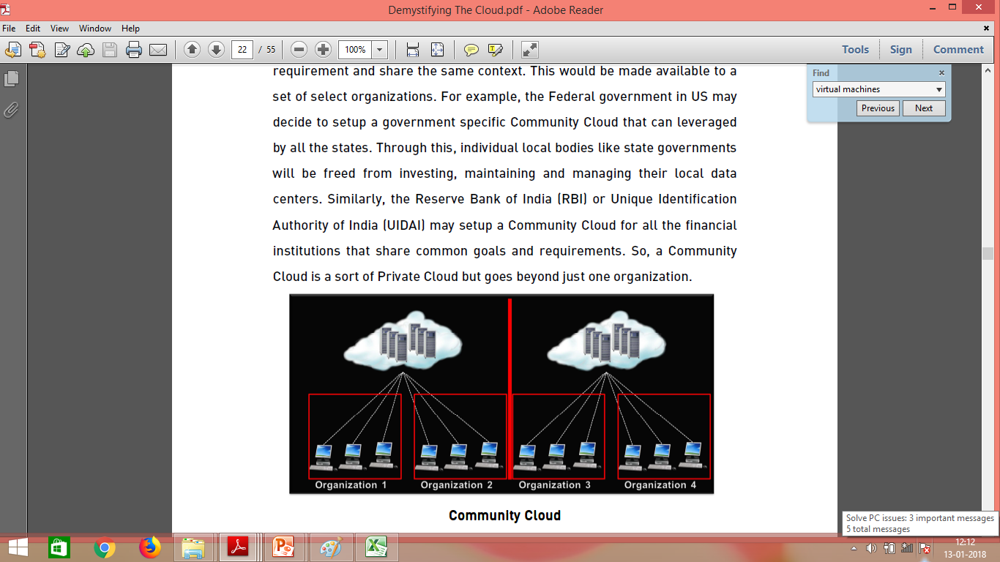 Demystifying The Cloud.pdf - Adobe Reader
File Edit View Window Help
22 / 55 100% Tools Sign Comment
Find
virtual machines
Previous Next
requirement and share the same context. This would be made available to a
set of select organizations. For example, the Federal government in US may
decide to setup a government specific Community Cloud that can leveraged
by all the states. Through this, individual local bodies like state governments
will be freed from investing, maintaining and managing their local data
centers. Similarly, the Reserve Bank of India (RBI) or Unique Identification
Authority of India (UIDAI) may setup a Community Cloud for all the financial
institutions that share common goals and requirements. So, a Community
Cloud is a sort of Private Cloud but goes beyond just one organization.
Organization 1 Organization 2 Organization 3 Organization 4
Community Cloud
Solve PC issues: 3 important messages
5 total messages
12:12
13-01-2018